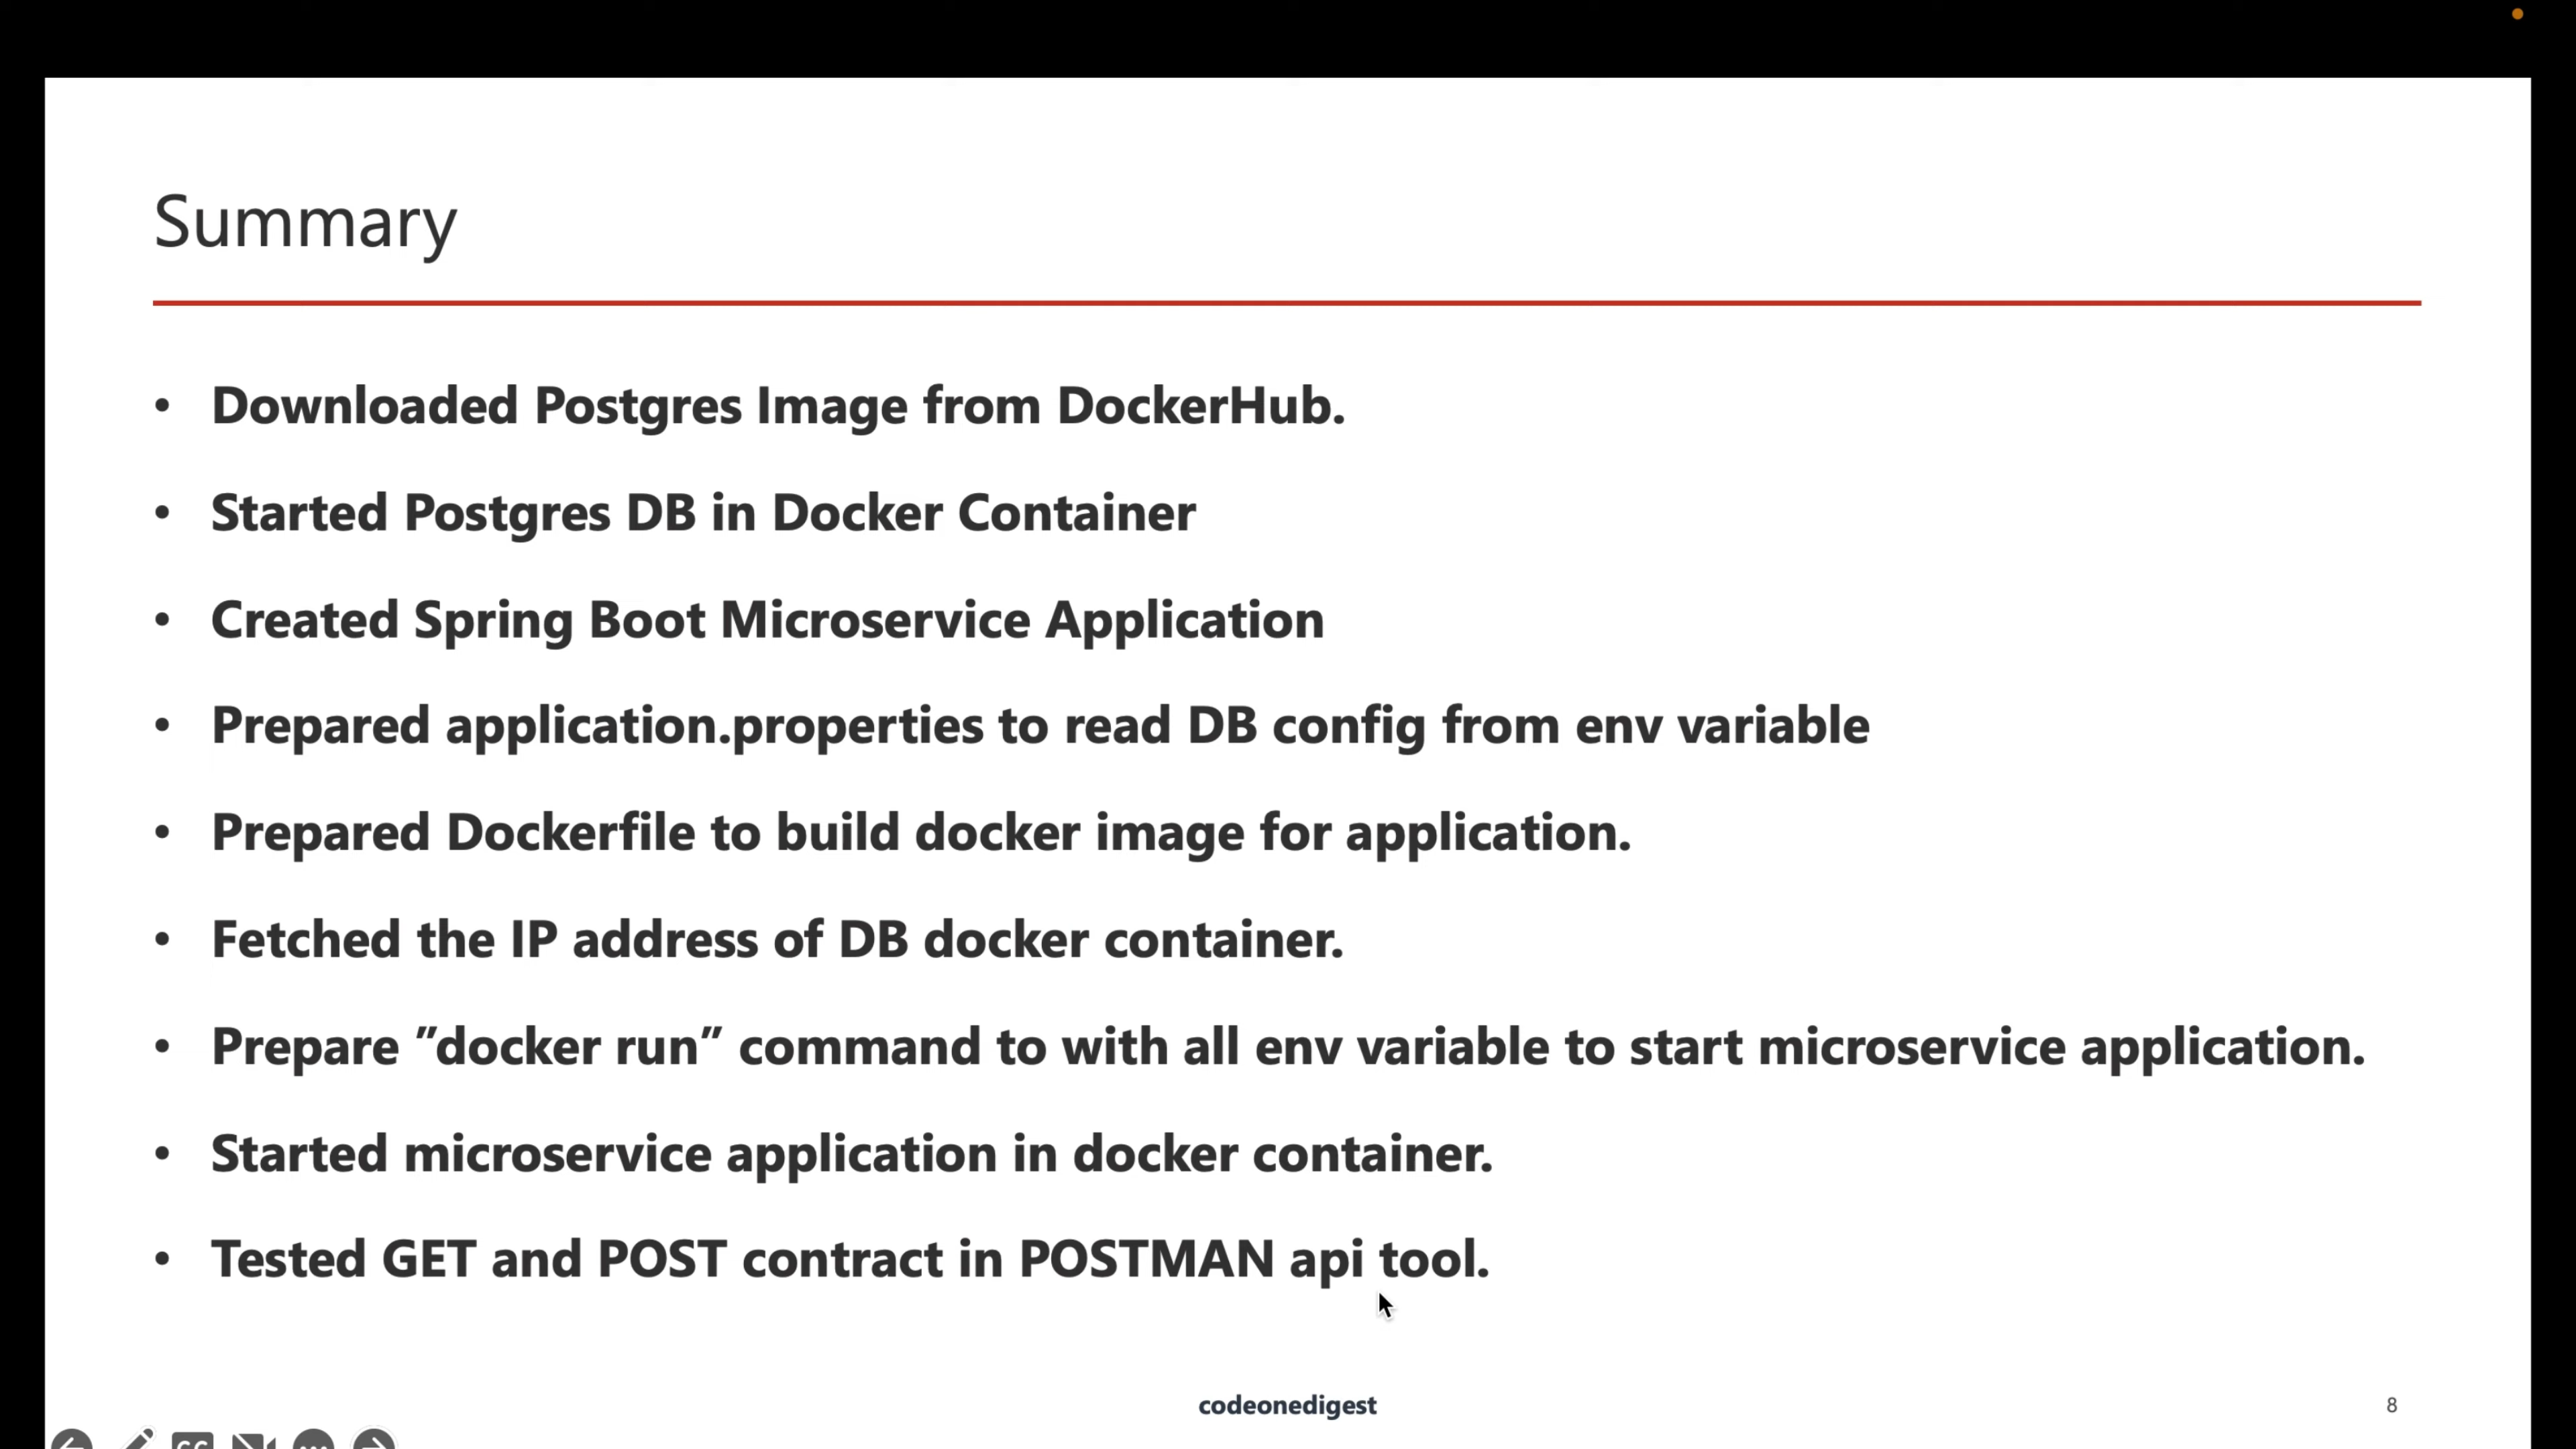 Summary
• Downloaded Postgres Image from DockerHub.
• Started Postgres DB in Docker Container
• Created Spring Boot Microservice Application
• Prepared application.properties to read DB config from env variable
• Prepared Dockerfile to build docker image for application.
• Fetched the IP address of DB docker container.
• Prepare ”docker run” command to with all env variable to start microservice application.
• Started microservice application in docker container.
• Tested GET and POST contract in POSTMAN api tool.
codeonedigest
8